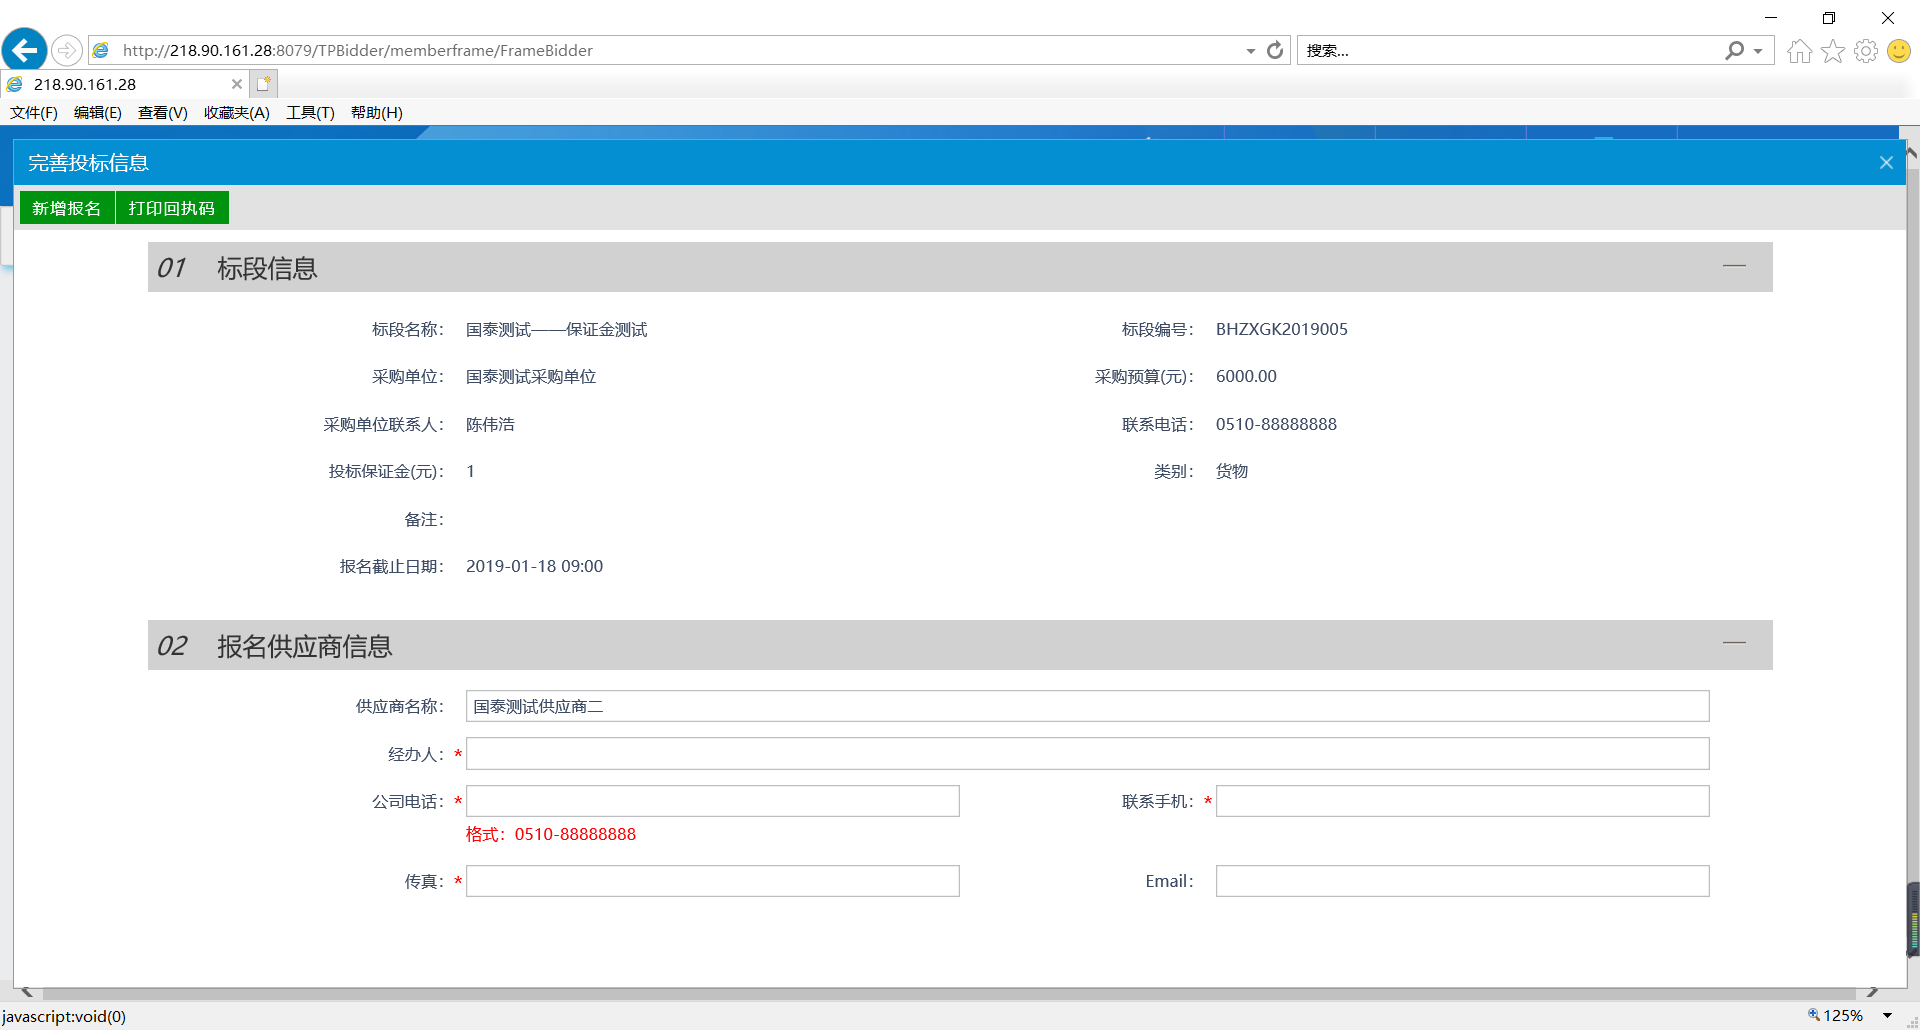 http://218.90.161.28:8079/TPBidder/memberframe/FrameBidder
搜索...
218.90.161.28
文件(F) 编辑(E) 查看(V) 收藏夹(A) 工具(T) 帮助(H)
完善投标信息
新增报名 打印回执码
01 标段信息
标段名称： 国泰测试——保证金测试 标段编号： BHZXGK2019005
采购单位： 国泰测试采购单位 采购预算(元)： 6000.00
采购单位联系人： 陈伟浩 联系电话： 0510-88888888
投标保证金(元)： 1 类别： 货物
备注：
报名截止日期： 2019-01-18 09:00
02 报名供应商信息
供应商名称： 国泰测试供应商二
经办人： *
公司电话： * 联系手机： *
格式：0510-88888888
传真： * Email：
javascript:void(0) 125%